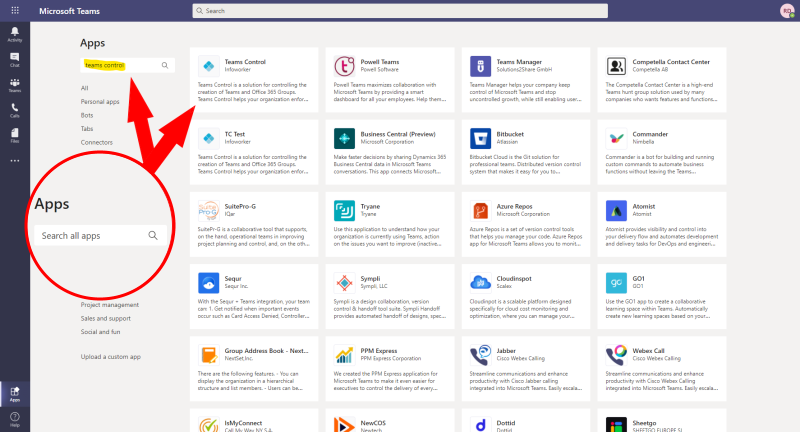 Microsoft Teams
Search
RD
Activity
Chat
Teams
Calls
Files
Apps
Help
Apps
teams control
All
Personal apps
Bots
Tabs
Connectors
Apps
Search all apps
Project management
Sales and support
Social and fun
Upload a custom app
Teams Control
Infoworker
Teams Control is a solution for controlling the
creation of Teams and Office 365 Groups.
Teams Control helps your organization enfor...
Powell Teams
Powell Software
Powell Teams maximizes collaboration with
Microsoft Teams by providing a smart
dashboard for all your employees. Help them...
Teams Manager
Solutions2Share GmbH
Teams Manager helps your company keep
control of Microsoft Teams and stop
uncontrolled growth, while still enabling user...
Competella Contact Center
Competella AB
The Competella Contact Center is a high-end
Teams hunt group solution used by many
companies who wants features and functions...
TC Test
Infoworker
Teams Control is a solution for controlling the
creation of Teams and Office 365 Groups.
Teams Control helps your organization enfor...
Business Central (Preview)
Microsoft Corporation
Make faster decisions by sharing Dynamics 365
Business Central data in Microsoft Teams
conversations. This app connects Microsoft...
Bitbucket
Atlassian
Bitbucket Cloud is the Git solution for
professional teams. Distributed version control
system that makes it easy for you to...
Commander
Nimbella
Commander is a bot for building and running
custom commands to automate business
functions without leaving the Teams...
SuitePro-G
iQar
SuitePr-G is a collaborative tool that supports,
on the hand, operational teams in improving
project planning and control, and, on the oth...
Tryane
Tryane
Use this application to understand how your
organization is currently using Teams, action
on the issues you want to improve (inactive...
Azure Repos
Microsoft Corporation
Azure Repos is a set of version control tools
that helps you manage your code. Azure Repos
app for Microsoft Teams allows you to monit...
Atomist
Atomist
Atomist provides visibility and control into
your delivery flow and automates development
and delivery tasks for DevOps and engineeri...
Sequr
Sequr Inc.
With the Sequr + Teams integration, your team
can 1. Get notified when important events
occur such as Card Access Denied, Controller...
Sympli
Sympli, LLC
Sympli is a design collaboration, version
control & handoff tool suite. Sympli Handoff
provides automated handoff of designs, spec...
Cloudinspot
Scalex
Cloudinspot is a scalable platform designed
specifically for cloud cost monitoring and
optimization, where you can manage your...
GO1
GO1
Use the GO1 app to create a collaborative
learning space within Teams. Automatically
create new learning spaces based on your...
Group Address Book - Next...
NextSet,Inc.
There are the following features. - You can
display the organization in a hierarchical
structure and list members. - Users can be...
PPM Express
PPM Express Corporation
We created the PPM Express application for
Microsoft Teams to make it even easier for
executives to control the delivery of every...
Jabber
Cisco Webex Calling
Streamline communications and enhance
productivity with Cisco Jabber Calling
integrated into Microsoft Teams. Easily escala...
Webex Call
Cisco Webex Calling
Streamline communications and enhance
productivity with Cisco Webex Calling
integrated into Microsoft Teams. Easily escala...
IsMyConnect
Call My Way NY S.A.
NewCOS
NewCOS
Dottid
Dottid
Sheetgo
SHEETGO EUROPE SL